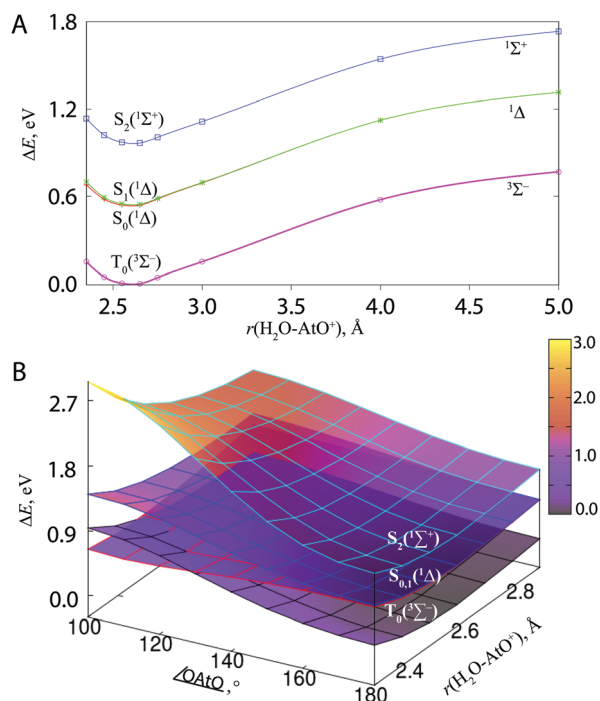 A
1.8
1.2
0.6
0.0
ΔE, eV
S₂(¹Σ⁺)
¹Σ⁺
S₁(¹Δ)
S₀(¹Δ)
¹Δ
T₀(³Σ⁻)
³Σ⁻
2.5 3.0 3.5 4.0 4.5 5.0
r(H₂O-AtO⁺), Å
B
2.7
1.8
0.9
0.0
ΔE, eV
3.0
2.0
1.0
0.0
S₂(¹Σ⁺)
S₀,₁(¹Δ)
T₀(³Σ⁻)
100 120 140 160 180
∠OAtO,°
2.4 2.6 2.8
r(H₂O-AtO⁺), Å